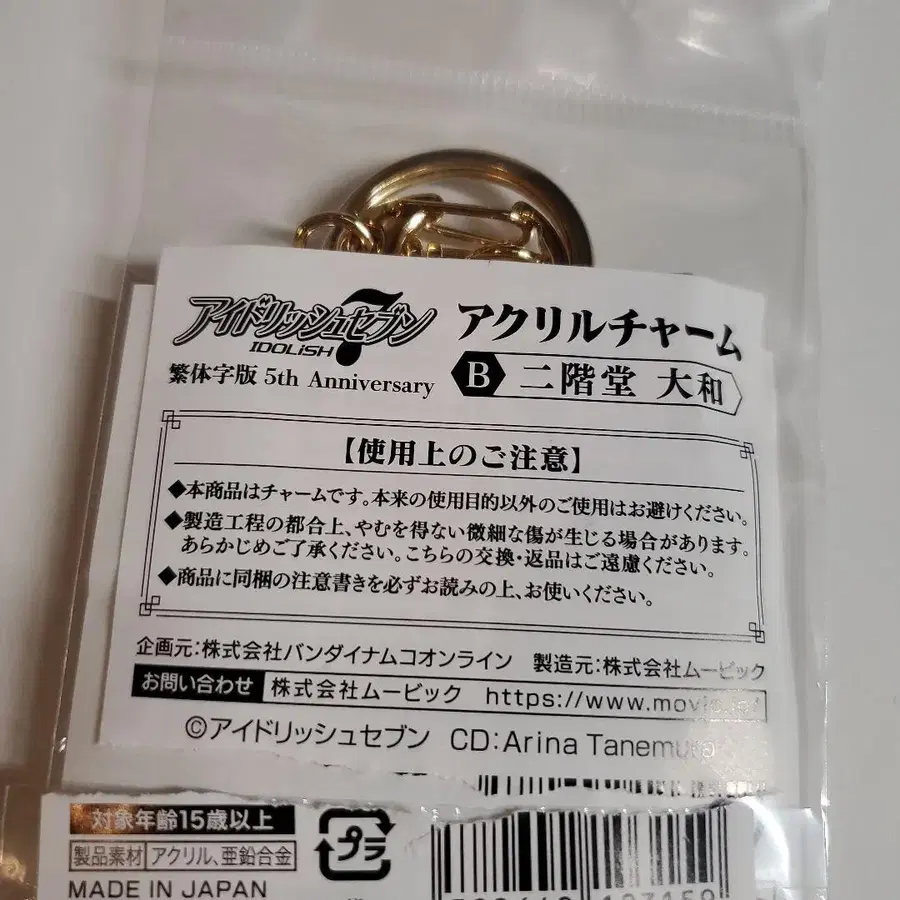 アイドリッシュセブン
IDOLiSH7
アクリルチャーム
繁体字版 5th Anniversary
B 二階堂 大和
【使用上のご注意】
◆本商品はチャームです。本来の使用目的以外のご使用はお避けください。
◆製造工程の都合上、やむを得ない微細な傷が生じる場合があります。
あらかじめご了承ください。こちらの交換・返品はご遠慮ください。
◆商品に同梱の注意書きを必ずお読みの上、お使いください。
企画元:株式会社バンダイナムコオンライン 製造元:株式会社ムービック
お問い合わせ 株式会社ムービック https://www.movic.jp/
©アイドリッシュセブン CD:Arina Tanemura
対象年齢15歳以上
製品素材 アクリル、亜鉛合金
プラ
MADE IN JAPAN